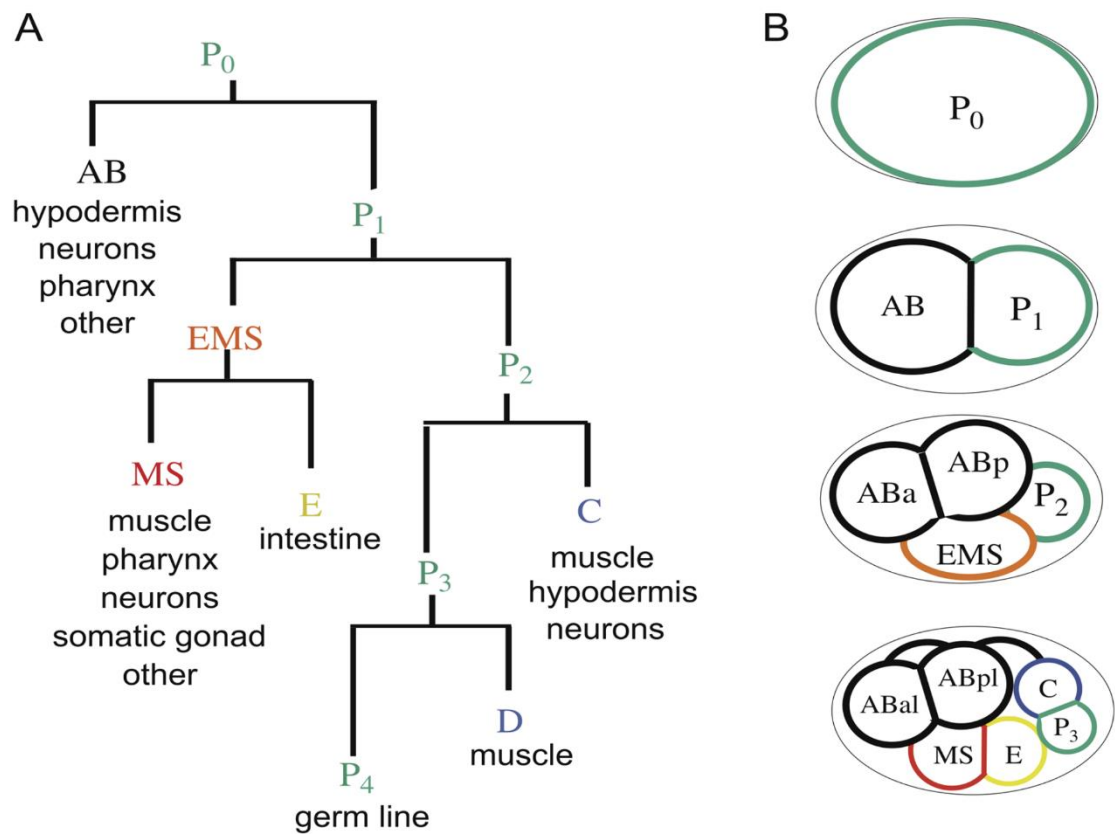 A
P₀
AB
hypodermis
neurons
pharynx
other
P₁
EMS
P₂
MS
muscle
pharynx
neurons
somatic gonad
other
E
intestine
C
muscle
hypodermis
neurons
P₃
D
muscle
P₄
germ line
B
P₀
AB
P₁
ABa
ABp
P₂
EMS
ABal
ABpl
C
P₃
MS
E